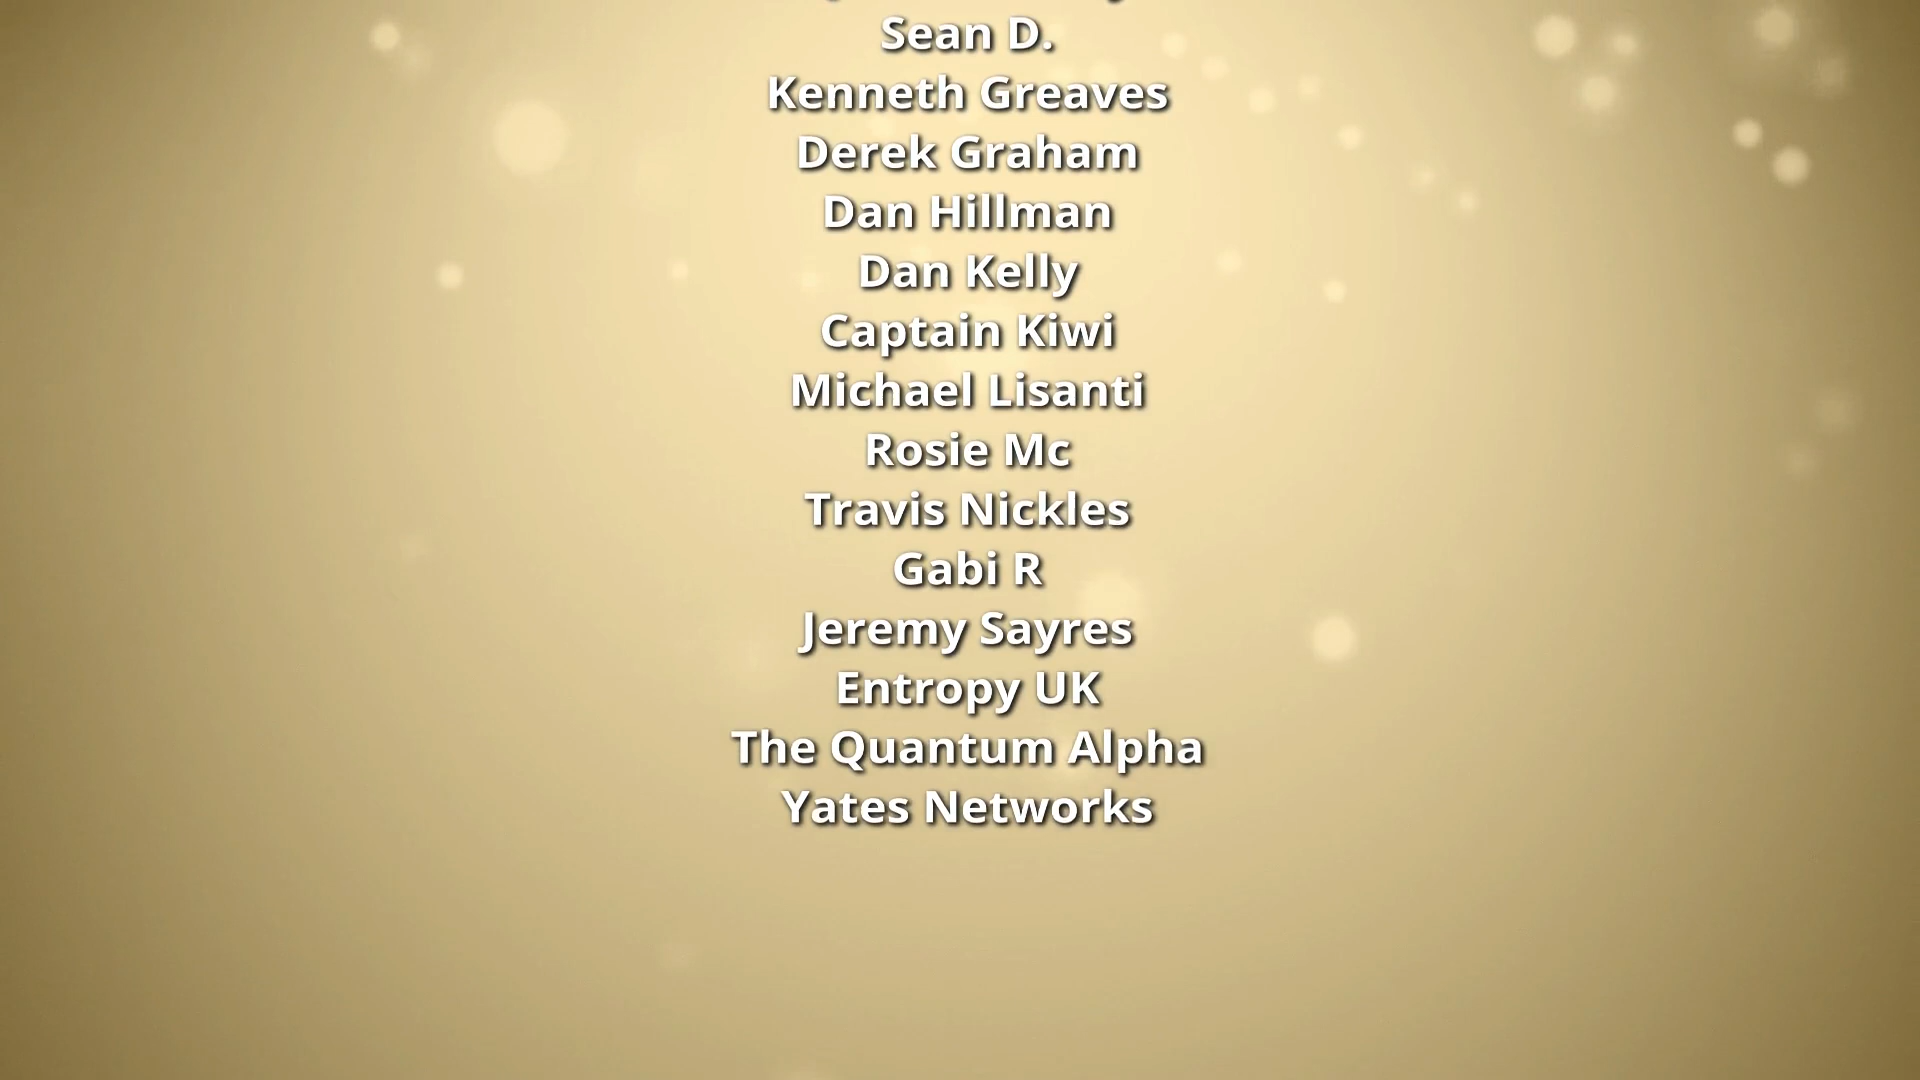 Sean D.
Kenneth Greaves
Derek Graham
Dan Hillman
Dan Kelly
Captain Kiwi
Michael Lisanti
Rosie Mc
Travis Nickles
Gabi R
Jeremy Sayres
Entropy UK
The Quantum Alpha
Yates Networks